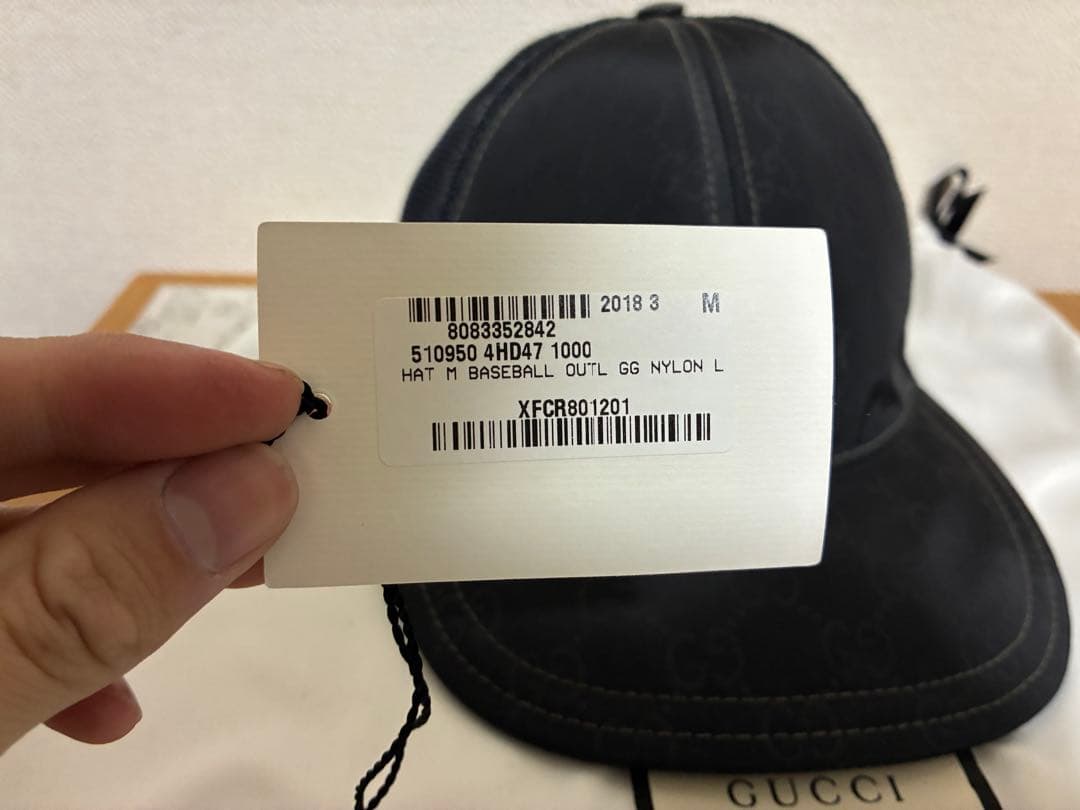 2018 3 M
8083352842
510950 4HD47 1000
HAT M BASEBALL OUTL GG NYLON L
XFCR801201
GUCCI